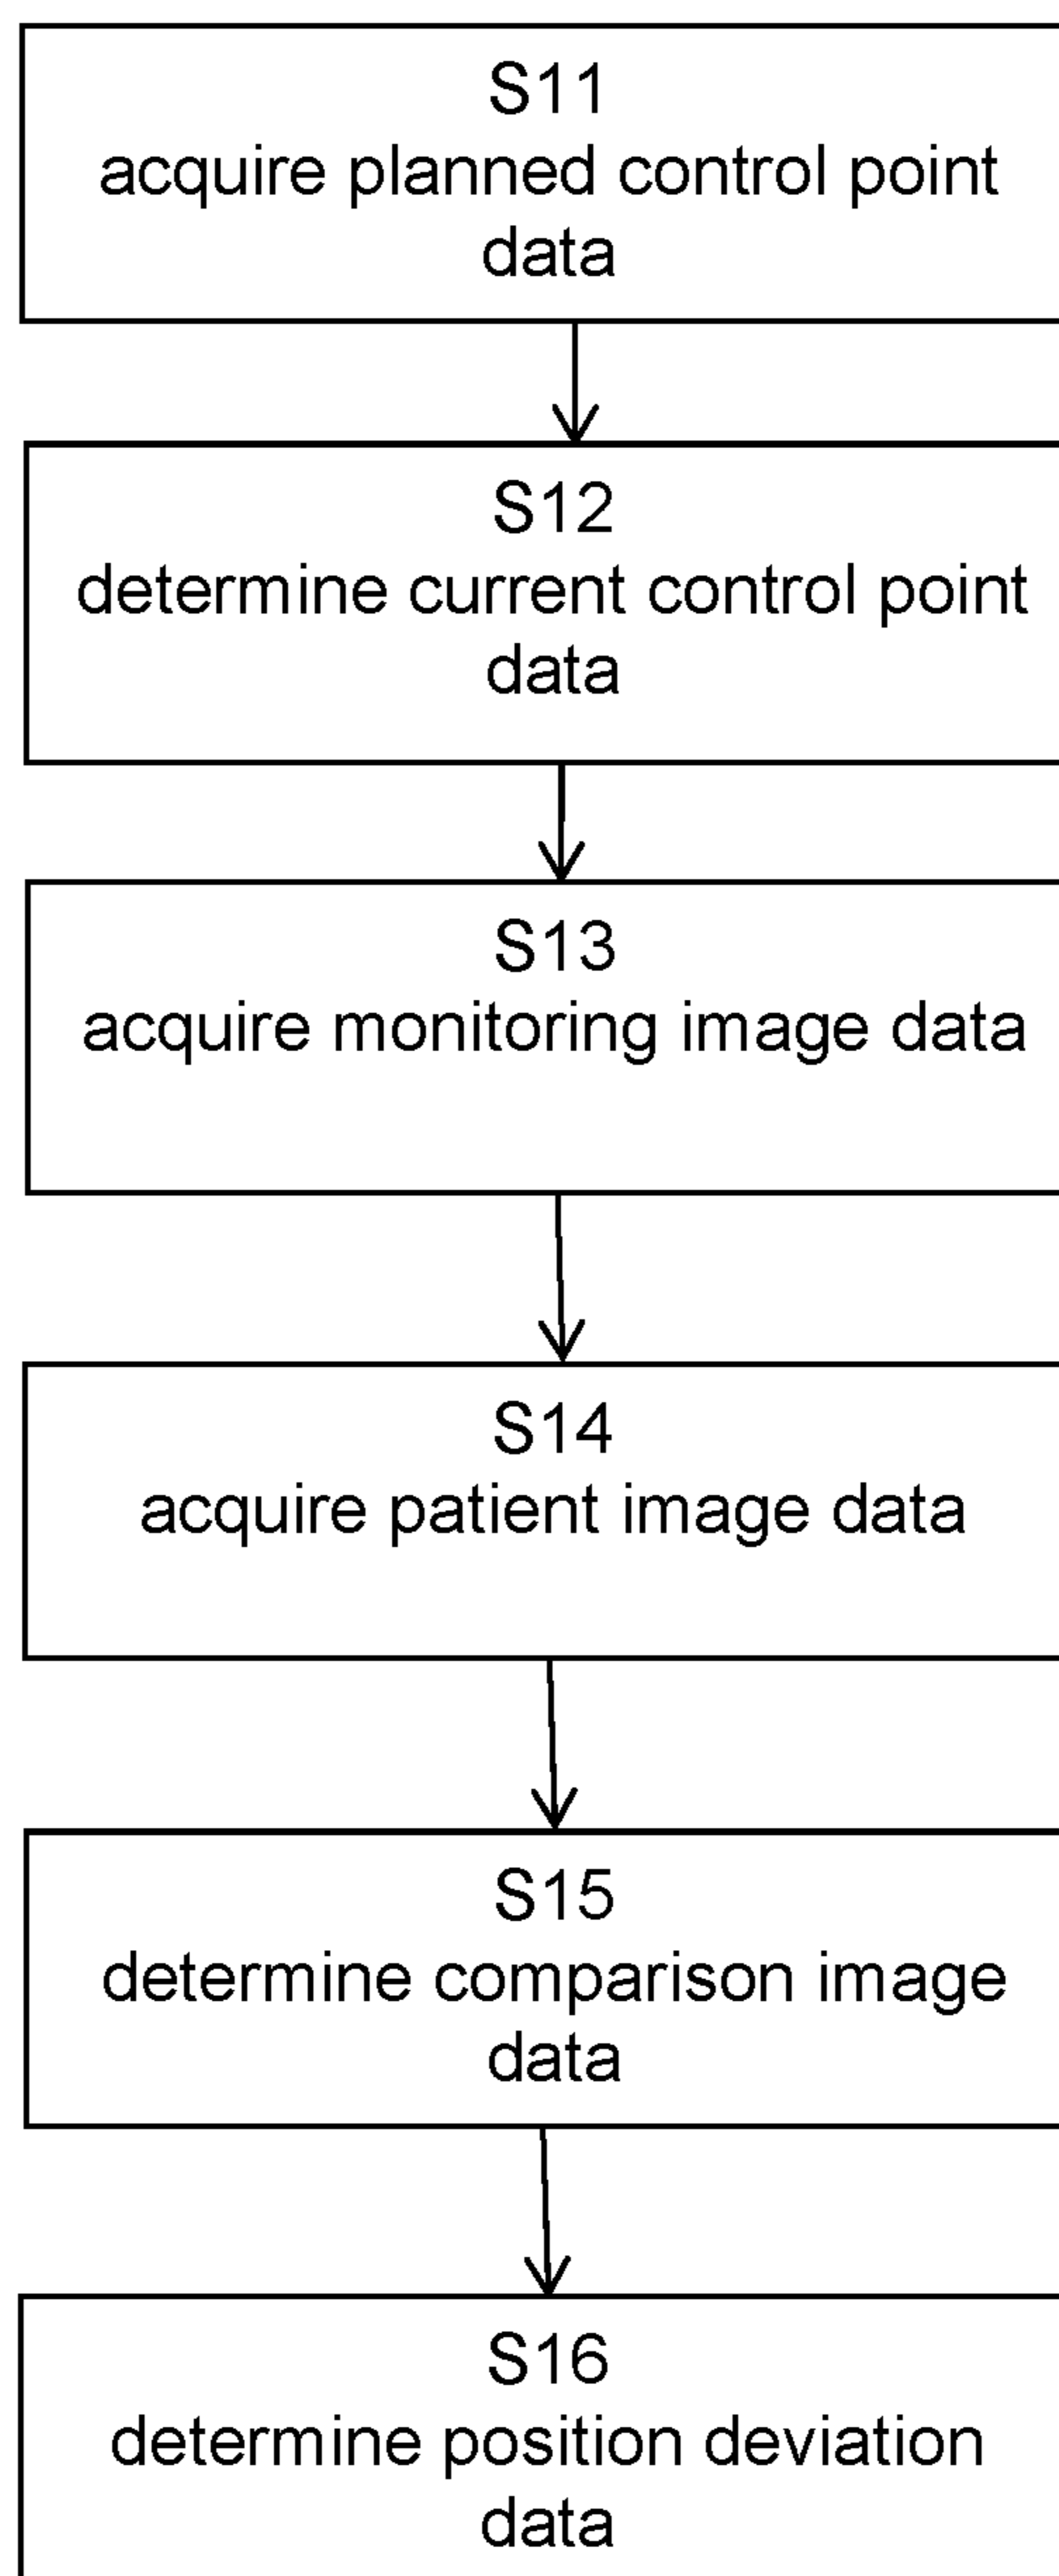 S11
acquire planned control point
data
S12
determine current control point
data
S13
acquire monitoring image data
S14
acquire patient image data
S15
determine comparison image
data
S16
determine position deviation
data